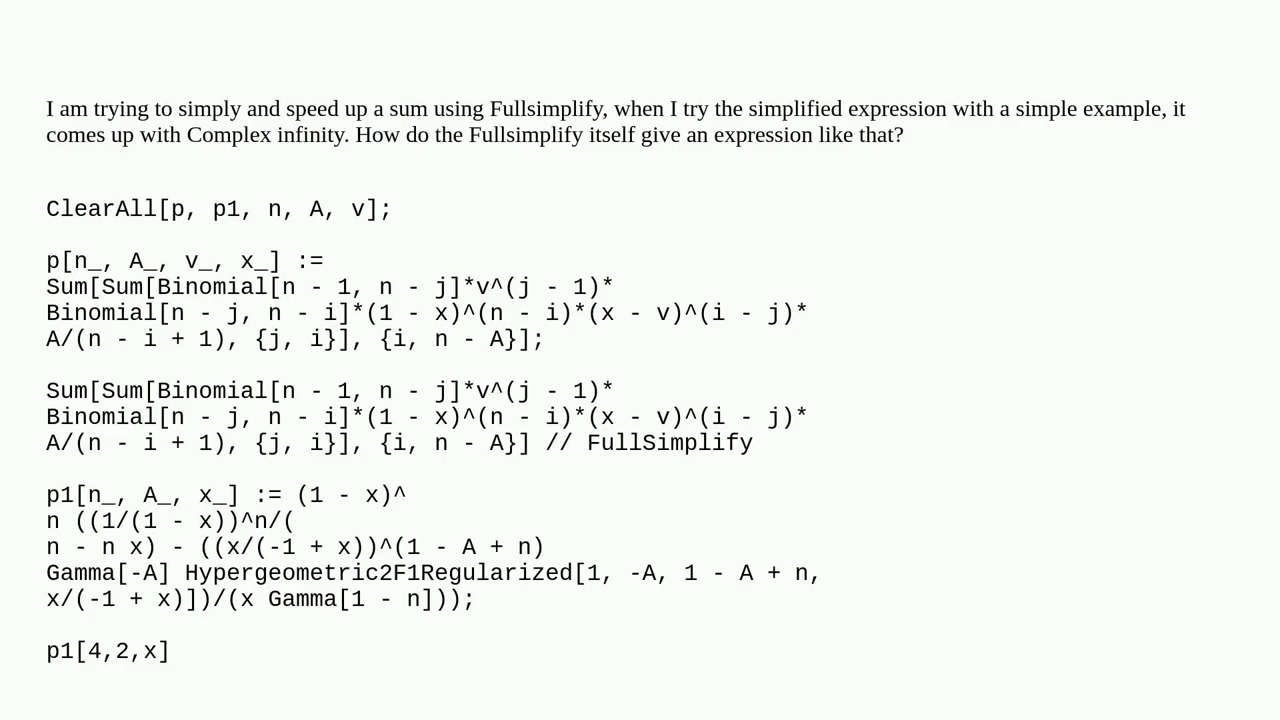 I am trying to simply and speed up a sum using Fullsimplify, when I try the simplified expression with a simple example, it
comes up with Complex infinity. How do the Fullsimplify itself give an expression like that?
ClearAll[p, p1, n, A, v];
p[n_, A_, v_, x_] :=
Sum[Sum[Binomial[n - 1, n - j]*v^(j - 1)*
Binomial[n - j, n - i]*(1 - x)^(n - i)*(x - v)^(i - j)*
A/(n - i + 1), {j, i}], {i, n - A}];
Sum[Sum[Binomial[n - 1, n - j]*v^(j - 1)*
Binomial[n - j, n - i]*(1 - x)^(n - i)*(x - v)^(i - j)*
A/(n - i + 1), {j, i}], {i, n - A}] // FullSimplify
p1[n_, A_, x_] := (1 - x)^
n ((1/(1 - x))^n/(
n - n x) - ((x/(-1 + x))^(1 - A + n)
Gamma[-A] Hypergeometric2F1Regularized[1, -A, 1 - A + n,
x/(-1 + x)])/(x Gamma[1 - n]));
p1[4,2,x]